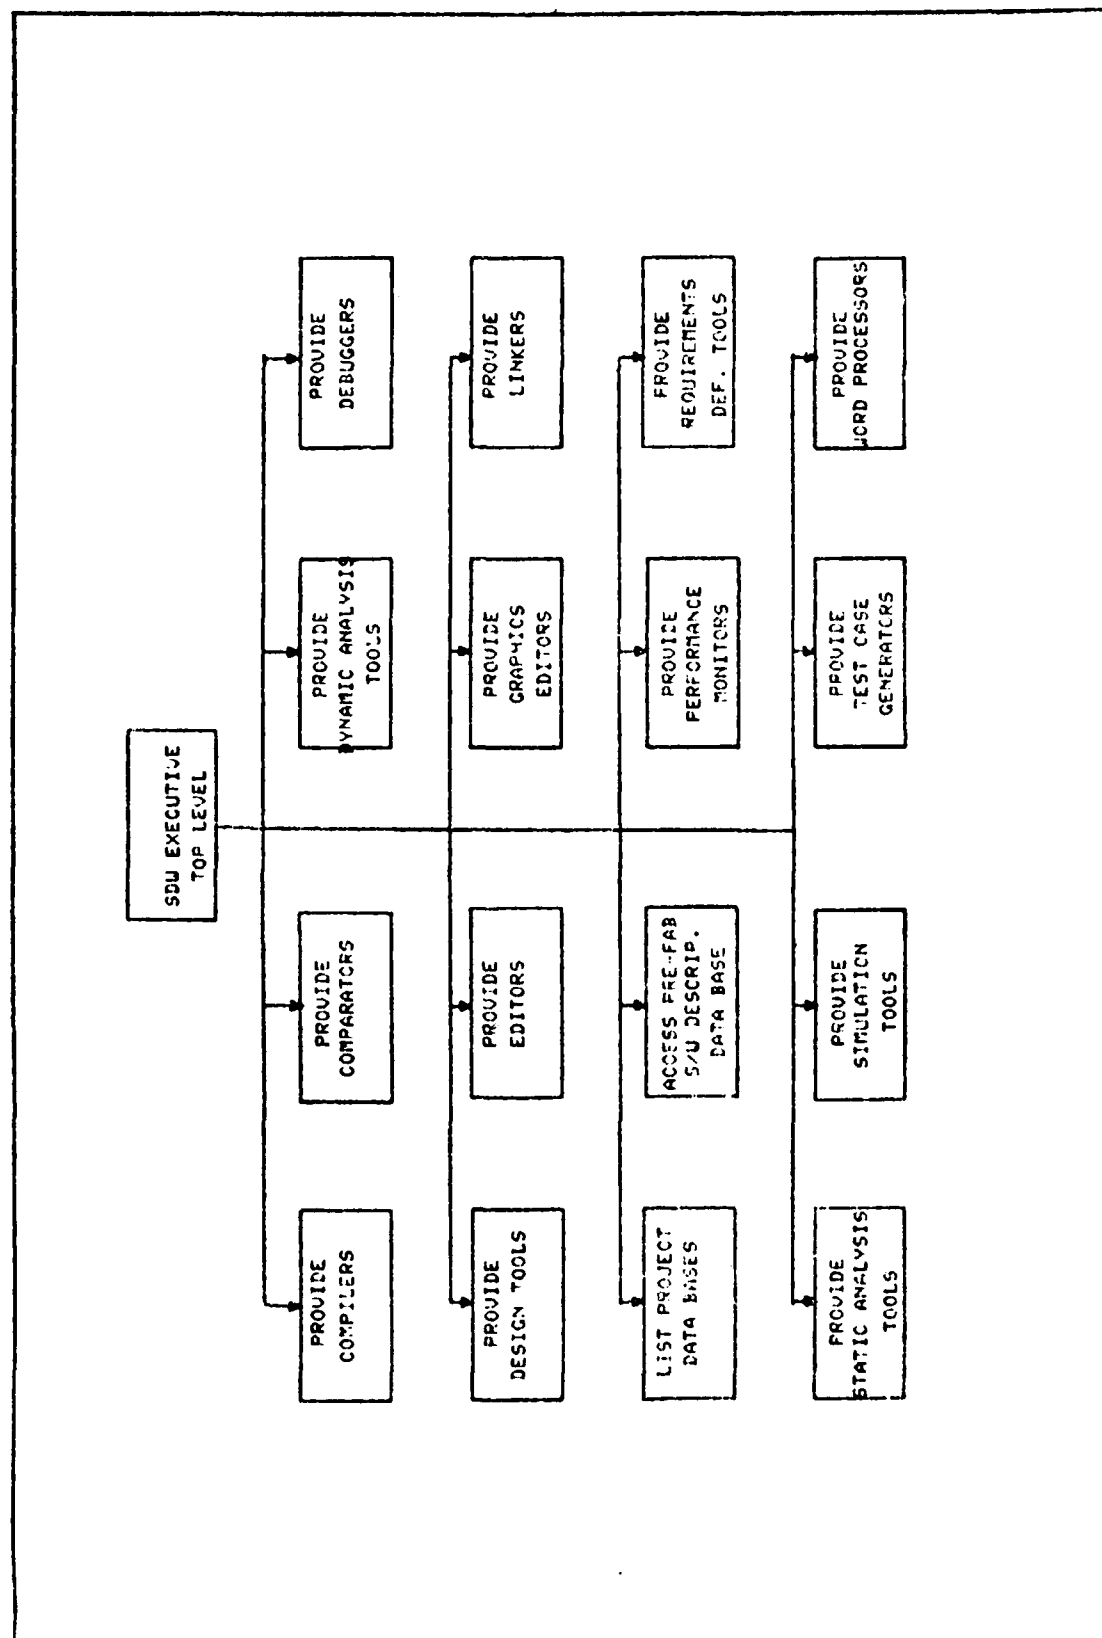 SDW EXECUTIVE
TOP LEVEL
PROVIDE
COMPILERS
PROVIDE
COMPARATORS
PROVIDE
DYNAMIC ANALYSIS
TOOLS
PROVIDE
DEBUGGERS
PROVIDE
DESIGN TOOLS
PROVIDE
EDITORS
PROVIDE
GRAPHICS
EDITORS
PROVIDE
LINKERS
LIST PROJECT
DATA BASES
ACCESS PRE-FAB
S/W DESCRIP.
DATA BASE
PROVIDE
PERFORMANCE
MONITORS
PROVIDE
REQUIREMENTS
DEF. TOOLS
PROVIDE
STATIC ANALYSIS
TOOLS
PROVIDE
SIMULATION
TOOLS
PROVIDE
TEST CASE
GENERATORS
PROVIDE
WORD PROCESSORS